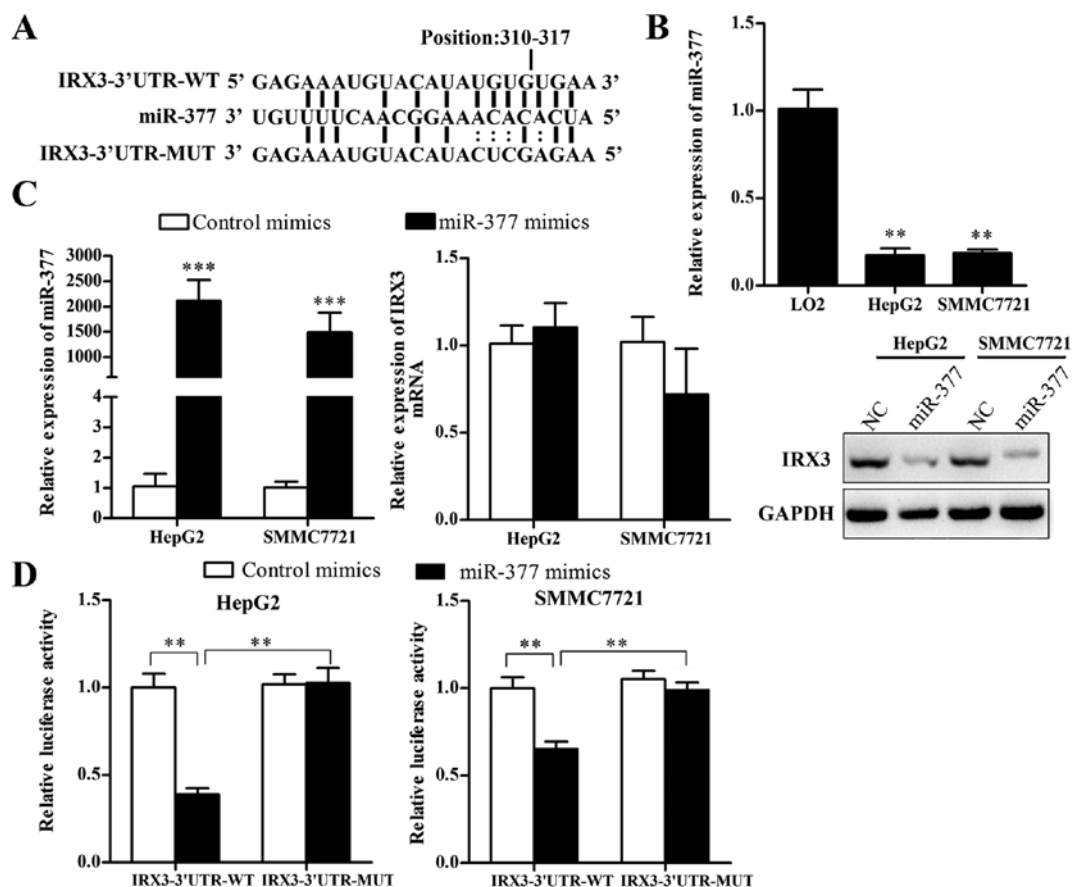 A
Position:310-317
IRX3-3'UTR-WT 5' GAGAAAUGUACAUAUGUGUGAA 3'
miR-377 3' UGUUUUCAACGGAAACACACUA 5'
IRX3-3'UTR-MUT 3' GAGAAAUGUACAUACUCGAGAA 5'
B
Relative expression of miR-377
1.5
1.0
0.5
0.0
** **
LO2 HepG2 SMMC7721
C
Control mimics miR-377 mimics
Relative expression of miR-377
3000
2500
2000
1500
1000
4
3
2
1
0
*** ***
HepG2 SMMC7721
Relative expression of IRX3
mRNA
1.5
1.0
0.5
0.0
HepG2 SMMC7721
HepG2 SMMC7721
NC miR-377 NC miR-377
IRX3
GAPDH
D
Control mimics miR-377 mimics
HepG2
Relative luciferase activity
1.5
1.0
0.5
0.0
** **
IRX3-3'UTR-WT IRX3-3'UTR-MUT
SMMC7721
Relative luciferase activity
1.5
1.0
0.5
0.0
** **
IRX3-3'UTR-WT IRX3-3'UTR-MUT